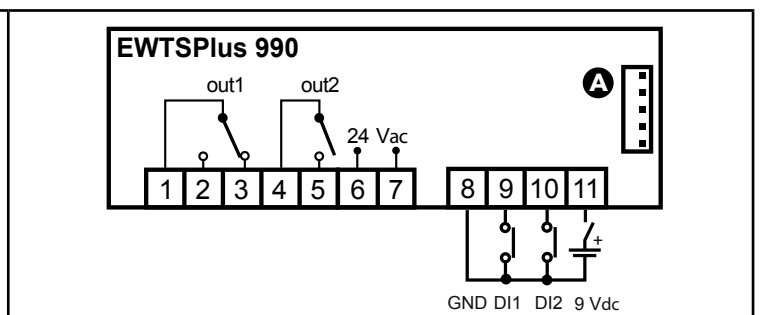 EWTSPlus 990
out1 out2
A
24 Vac
1 2 3 4 5 6 7 8 9 10 11
+
GND DI1 DI2 9 Vdc